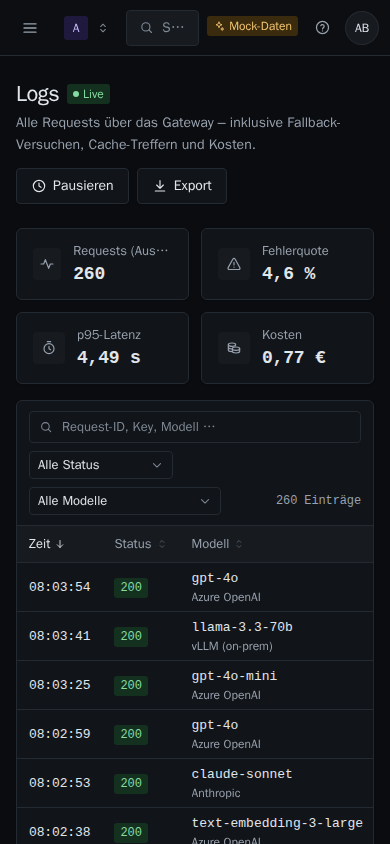 A
S···
Mock-Daten
AB
Logs
Live
Alle Requests über das Gateway — inklusive Fallback-
Versuchen, Cache-Treffern und Kosten.
Pausieren
Export
Requests (Aus···
260
Fehlerquote
4,6 %
p95-Latenz
4,49 s
Kosten
0,77 €
Request-ID, Key, Modell ···
Alle Status
Alle Modelle
260 Einträge
Zeit ↓ Status Modell
08:03:54 200 gpt-4o
Azure OpenAI
08:03:41 200 llama-3.3-70b
vLLM (on-prem)
08:03:25 200 gpt-4o-mini
Azure OpenAI
08:02:59 200 gpt-4o
Azure OpenAI
08:02:53 200 claude-sonnet
Anthropic
08:02:38 200 text-embedding-3-large
Azure OpenAI